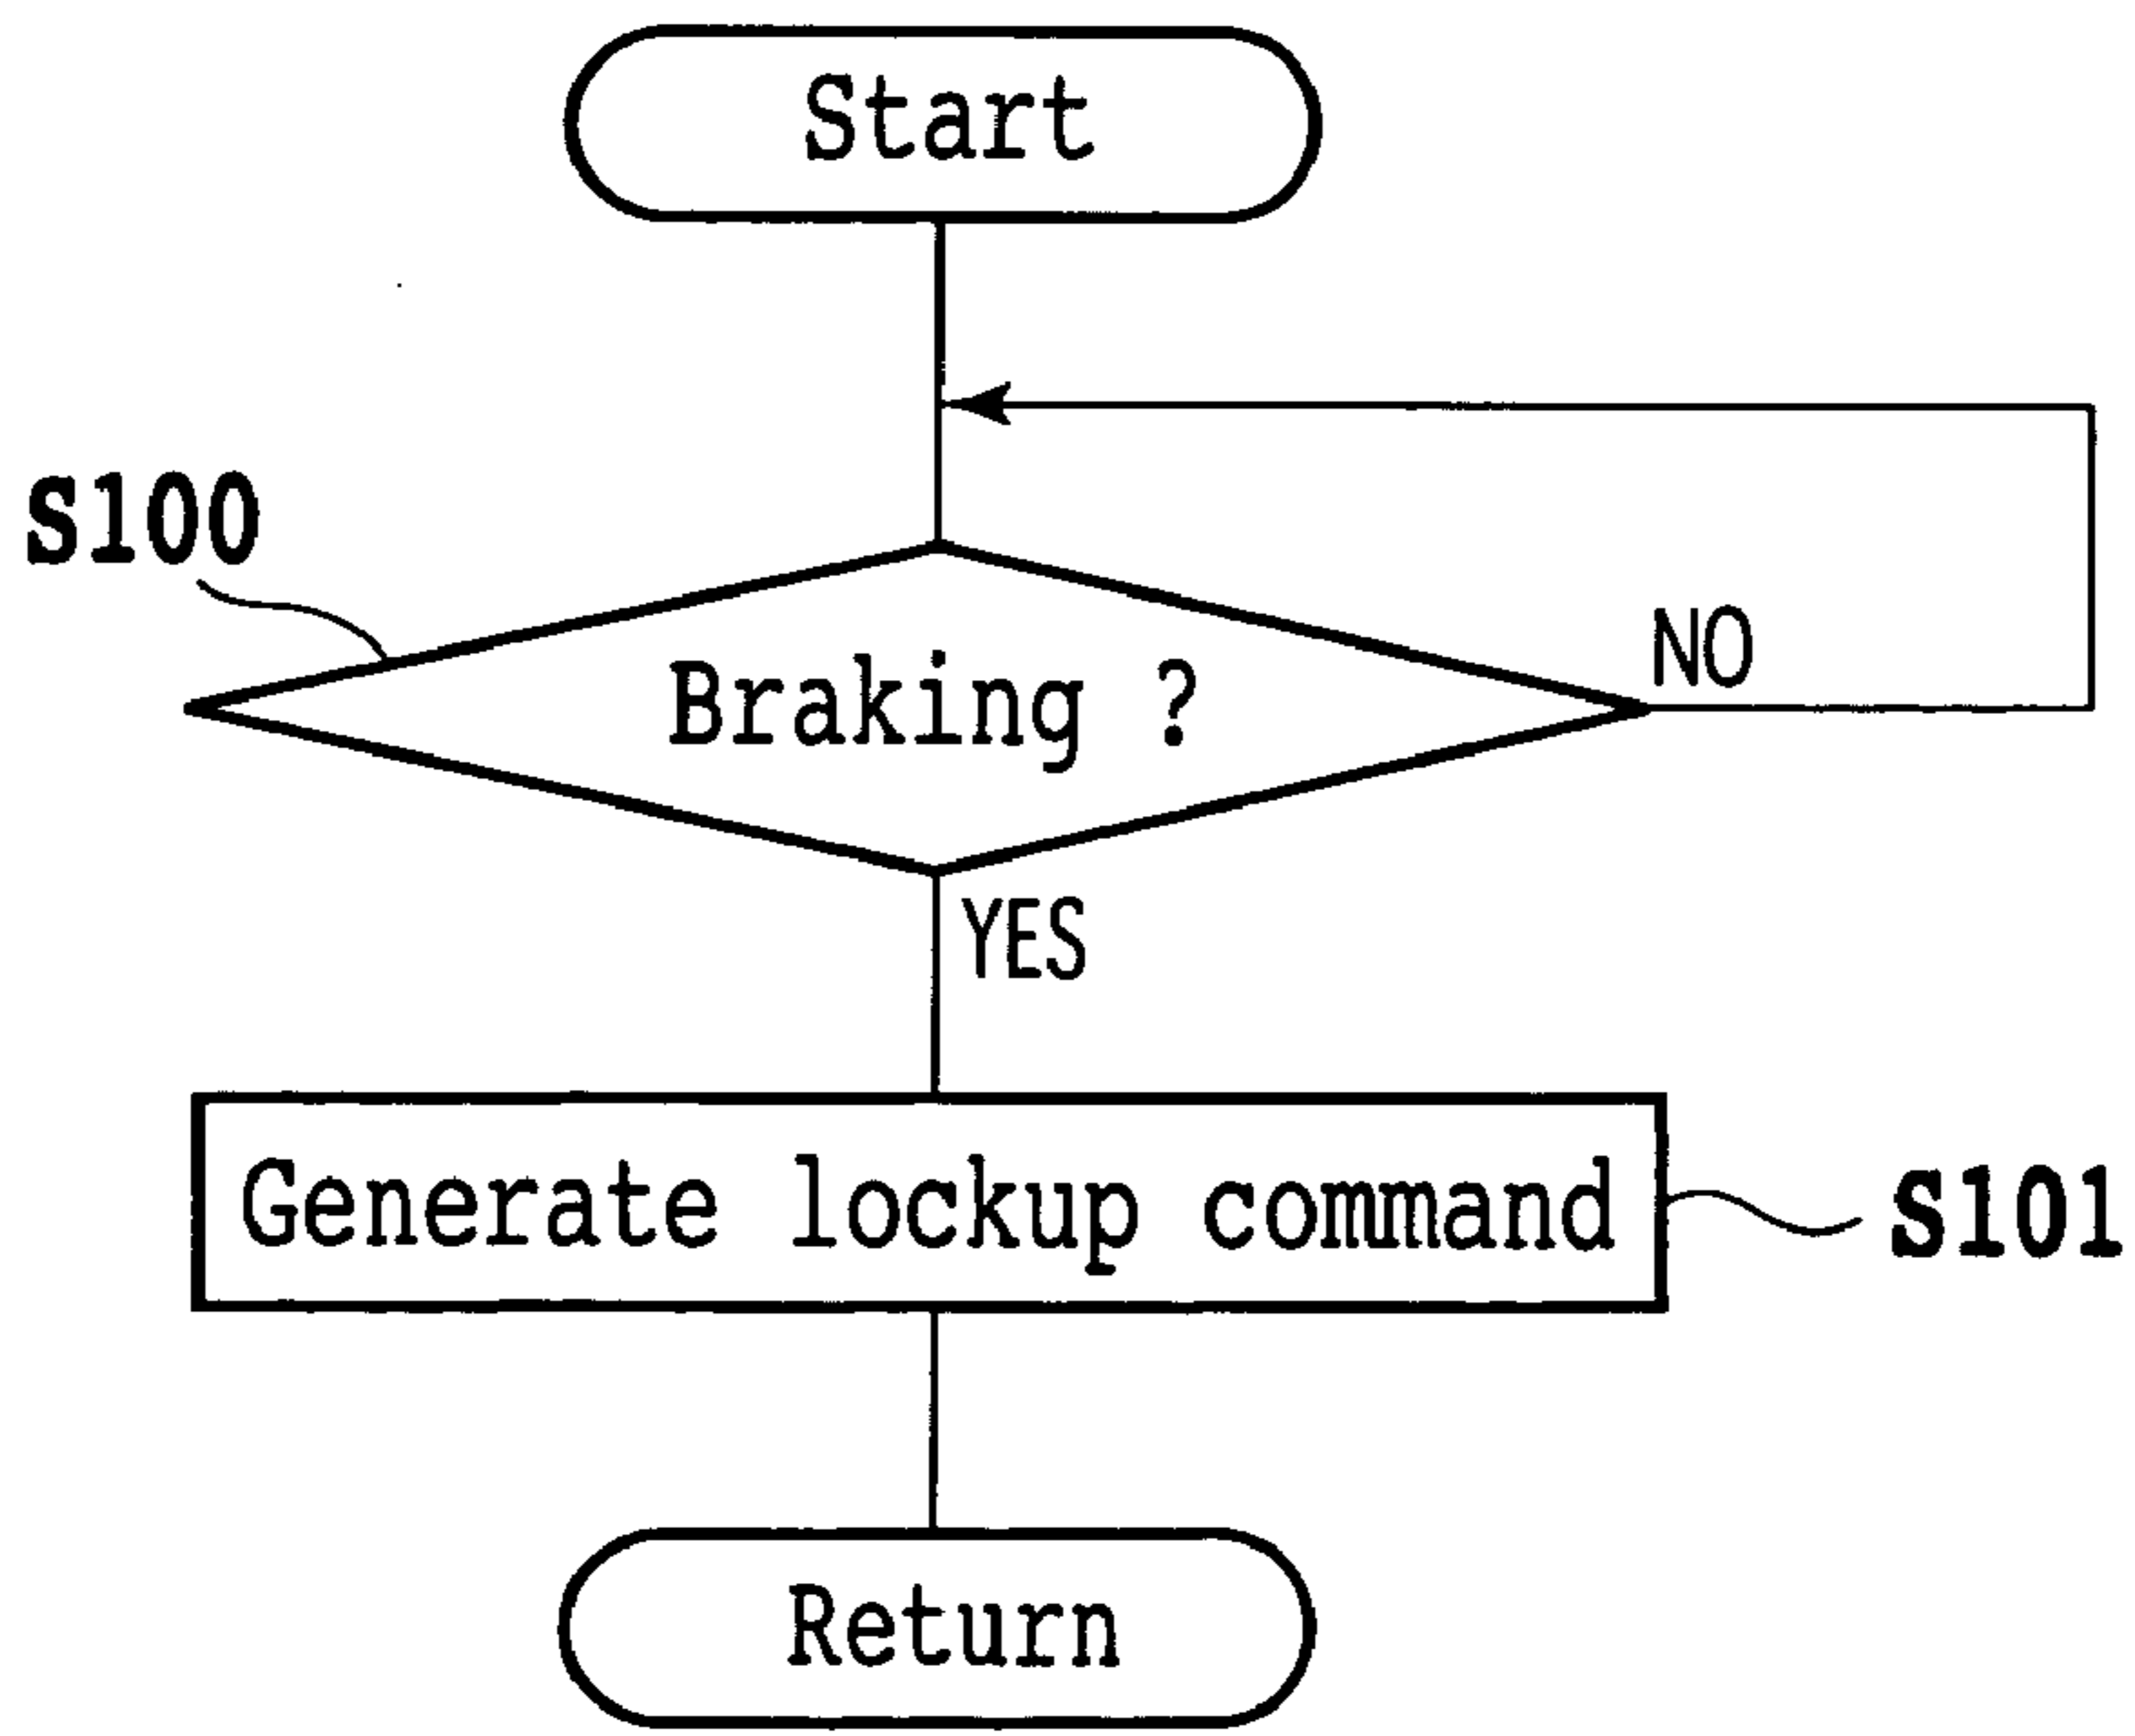 Start
S100
Braking ?
NO
YES
Generate lockup command
S101
Return